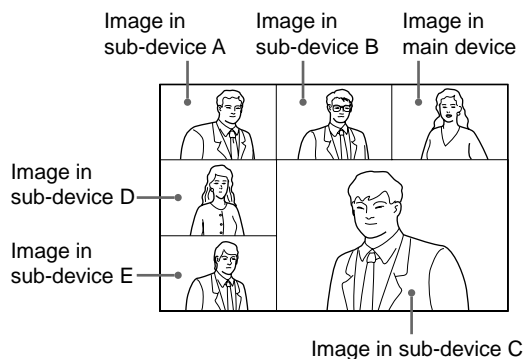 Image in
sub-device A
Image in
sub-device B
Image in
main device
Image in
sub-device D
Image in
sub-device E
Image in sub-device C